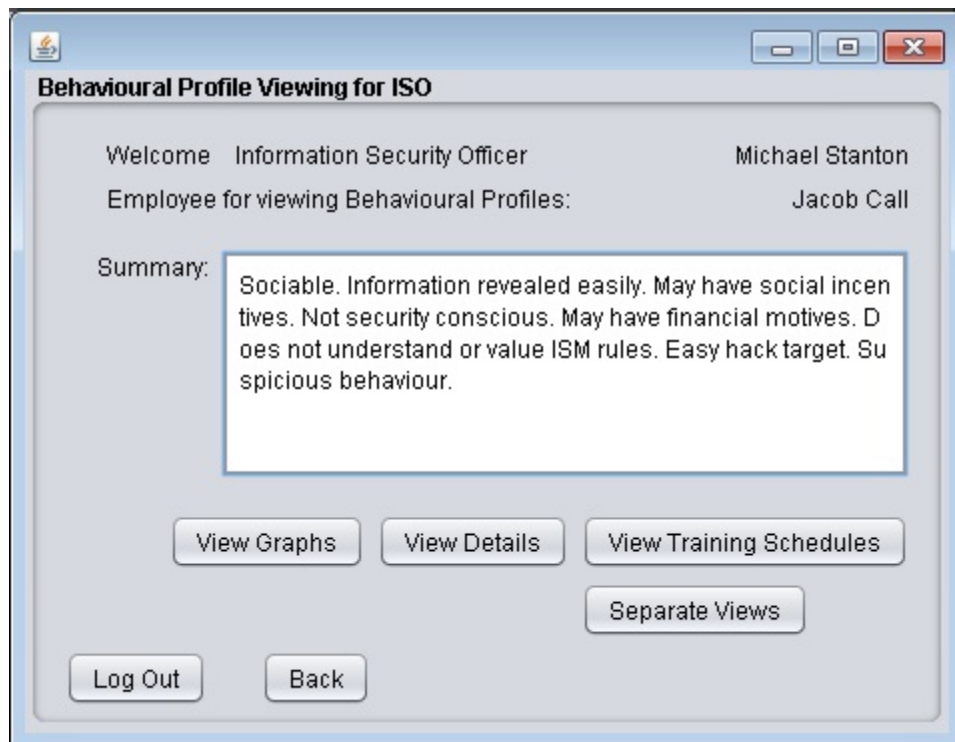 Behavioural Profile Viewing for ISO
Welcome Information Security Officer Michael Stanton
Employee for viewing Behavioural Profiles: Jacob Call
Summary:
Sociable. Information revealed easily. May have social incen
tives. Not security conscious. May have financial motives. D
oes not understand or value ISM rules. Easy hack target. Su
spicious behaviour.
View Graphs View Details View Training Schedules
Separate Views
Log Out Back